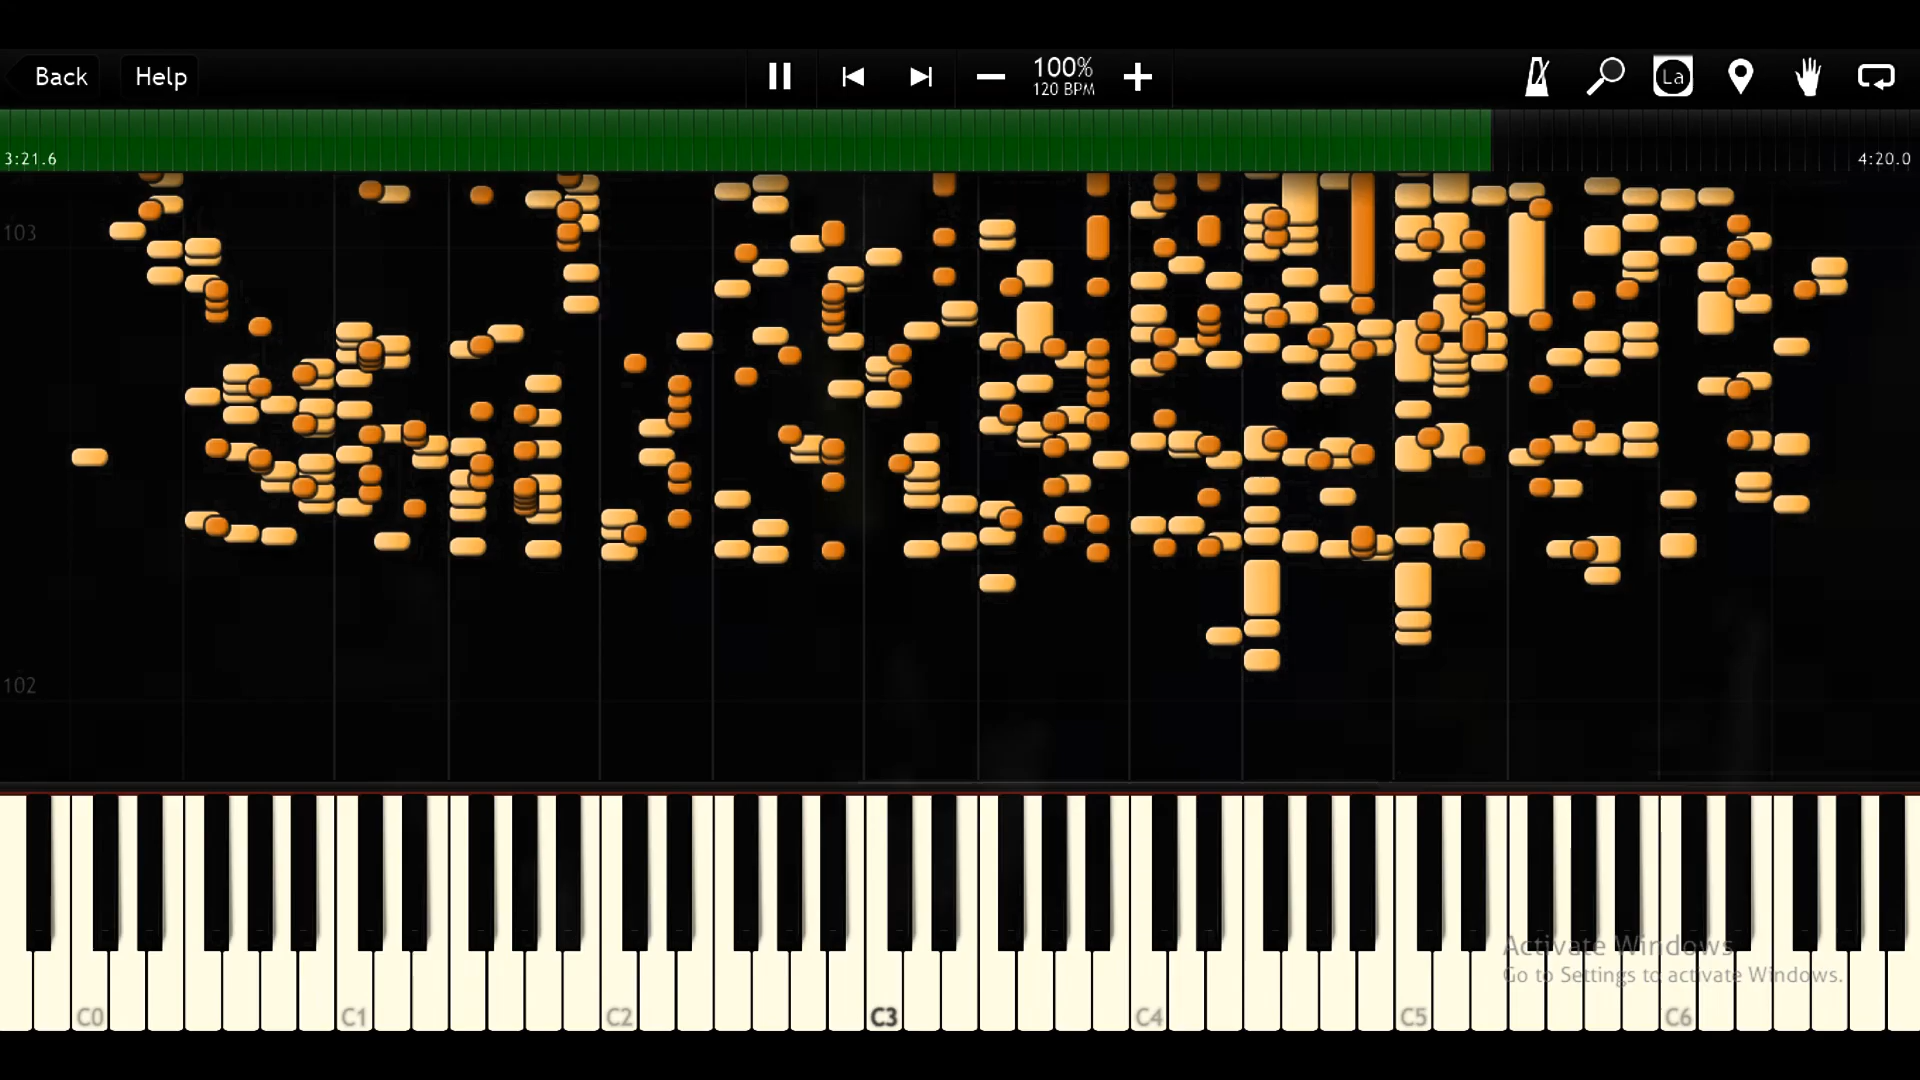 Back
Help
100%
120 BPM
La
3:21.6
4:20.0
103
102
Activate Windows
Go to Settings to activate Windows.
C0
C1
C2
C3
C4
C5
C6